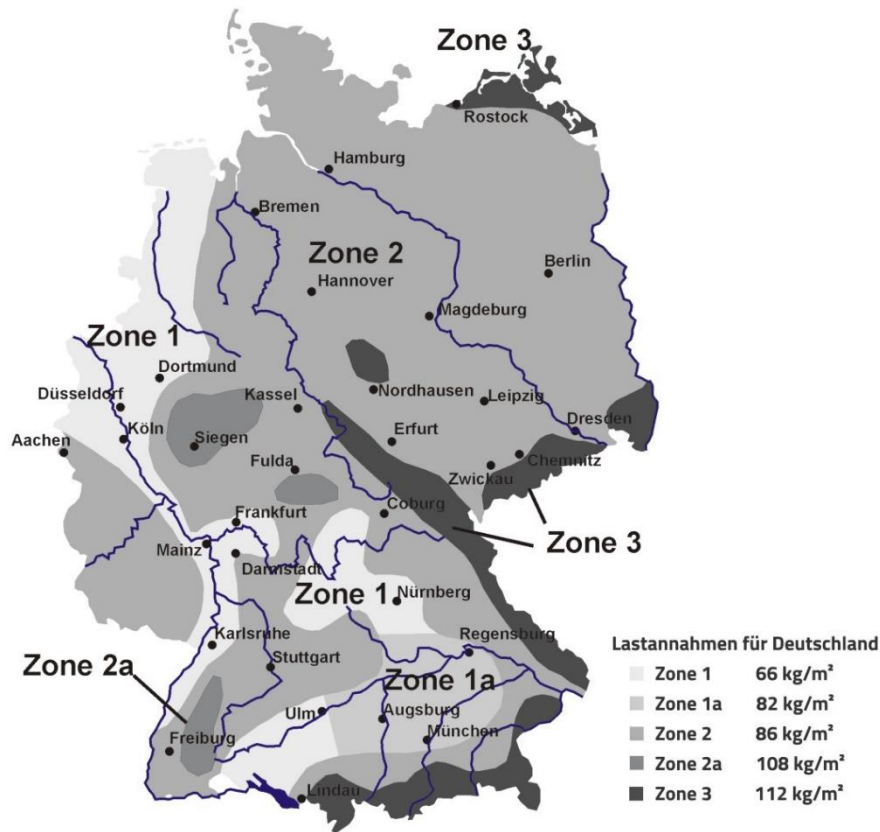 Zone 3
Rostock
Hamburg
Bremen
Zone 2
Berlin
Hannover
Magdeburg
Zone 1
Dortmund
Düsseldorf
Kassel
Nordhausen
Leipzig
Köln
Siegen
Erfurt
Dresden
Aachen
Fulda
Zwickau
Chemnitz
Frankfurt
Coburg
Mainz
Darmstadt
Zone 3
Zone 1
Nürnberg
Karlsruhe
Regensburg
Zone 2a
Stuttgart
Zone 1a
Ulm
Augsburg
Freiburg
München
Lindau
Lastannahmen für Deutschland
Zone 1 66 kg/m²
Zone 1a 82 kg/m²
Zone 2 86 kg/m²
Zone 2a 108 kg/m²
Zone 3 112 kg/m²